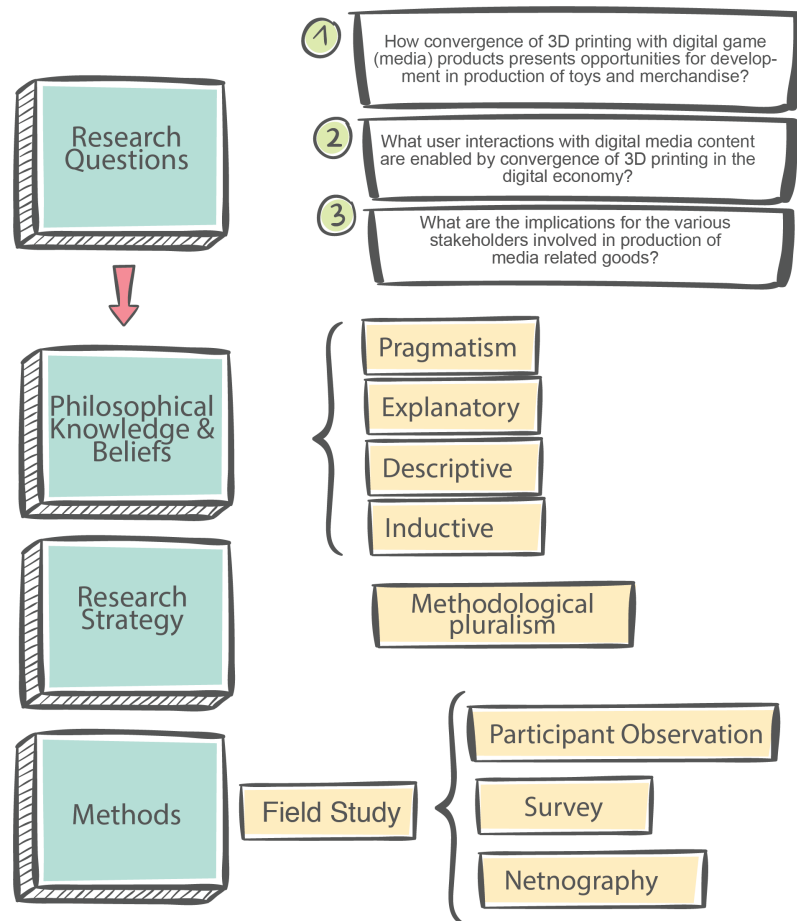 Research
Questions
1
How convergence of 3D printing with digital game
(media) products presents opportunities for develop-
ment in production of toys and merchandise?
2
What user interactions with digital media content
are enabled by convergence of 3D printing in the
digital economy?
3
What are the implications for the various
stakeholders involved in production of
media related goods?
Philosophical
Knowledge &
Beliefs
Pragmatism
Explanatory
Descriptive
Inductive
Research
Strategy
Methodological
pluralism
Methods
Field Study
Participant Observation
Survey
Netnography